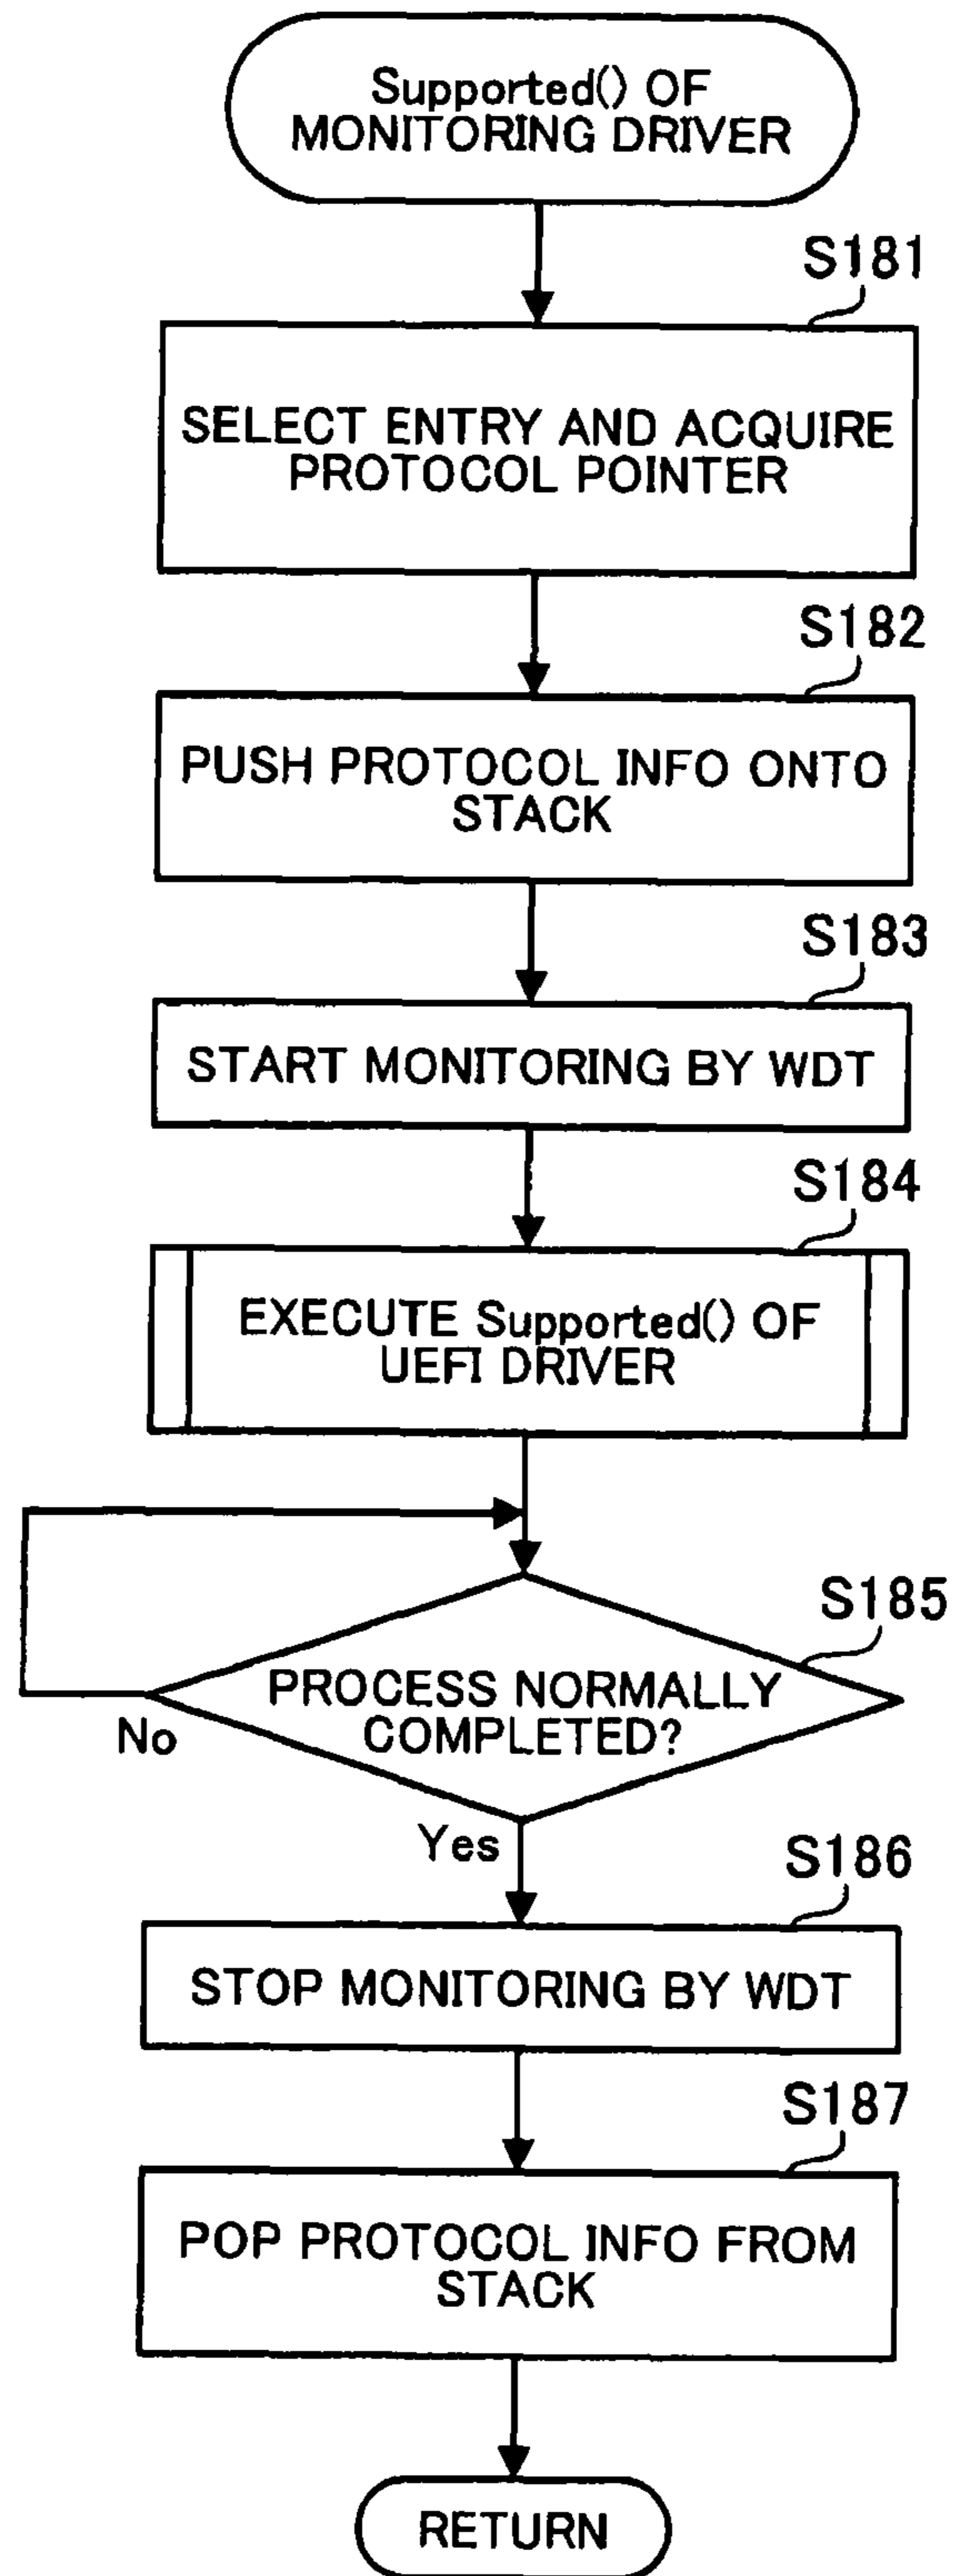 Supported() OF
MONITORING DRIVER
S181
SELECT ENTRY AND ACQUIRE
PROTOCOL POINTER
S182
PUSH PROTOCOL INFO ONTO
STACK
S183
START MONITORING BY WDT
S184
EXECUTE Supported() OF
UEFI DRIVER
S185
PROCESS NORMALLY
COMPLETED?
No
Yes
S186
STOP MONITORING BY WDT
S187
POP PROTOCOL INFO FROM
STACK
RETURN